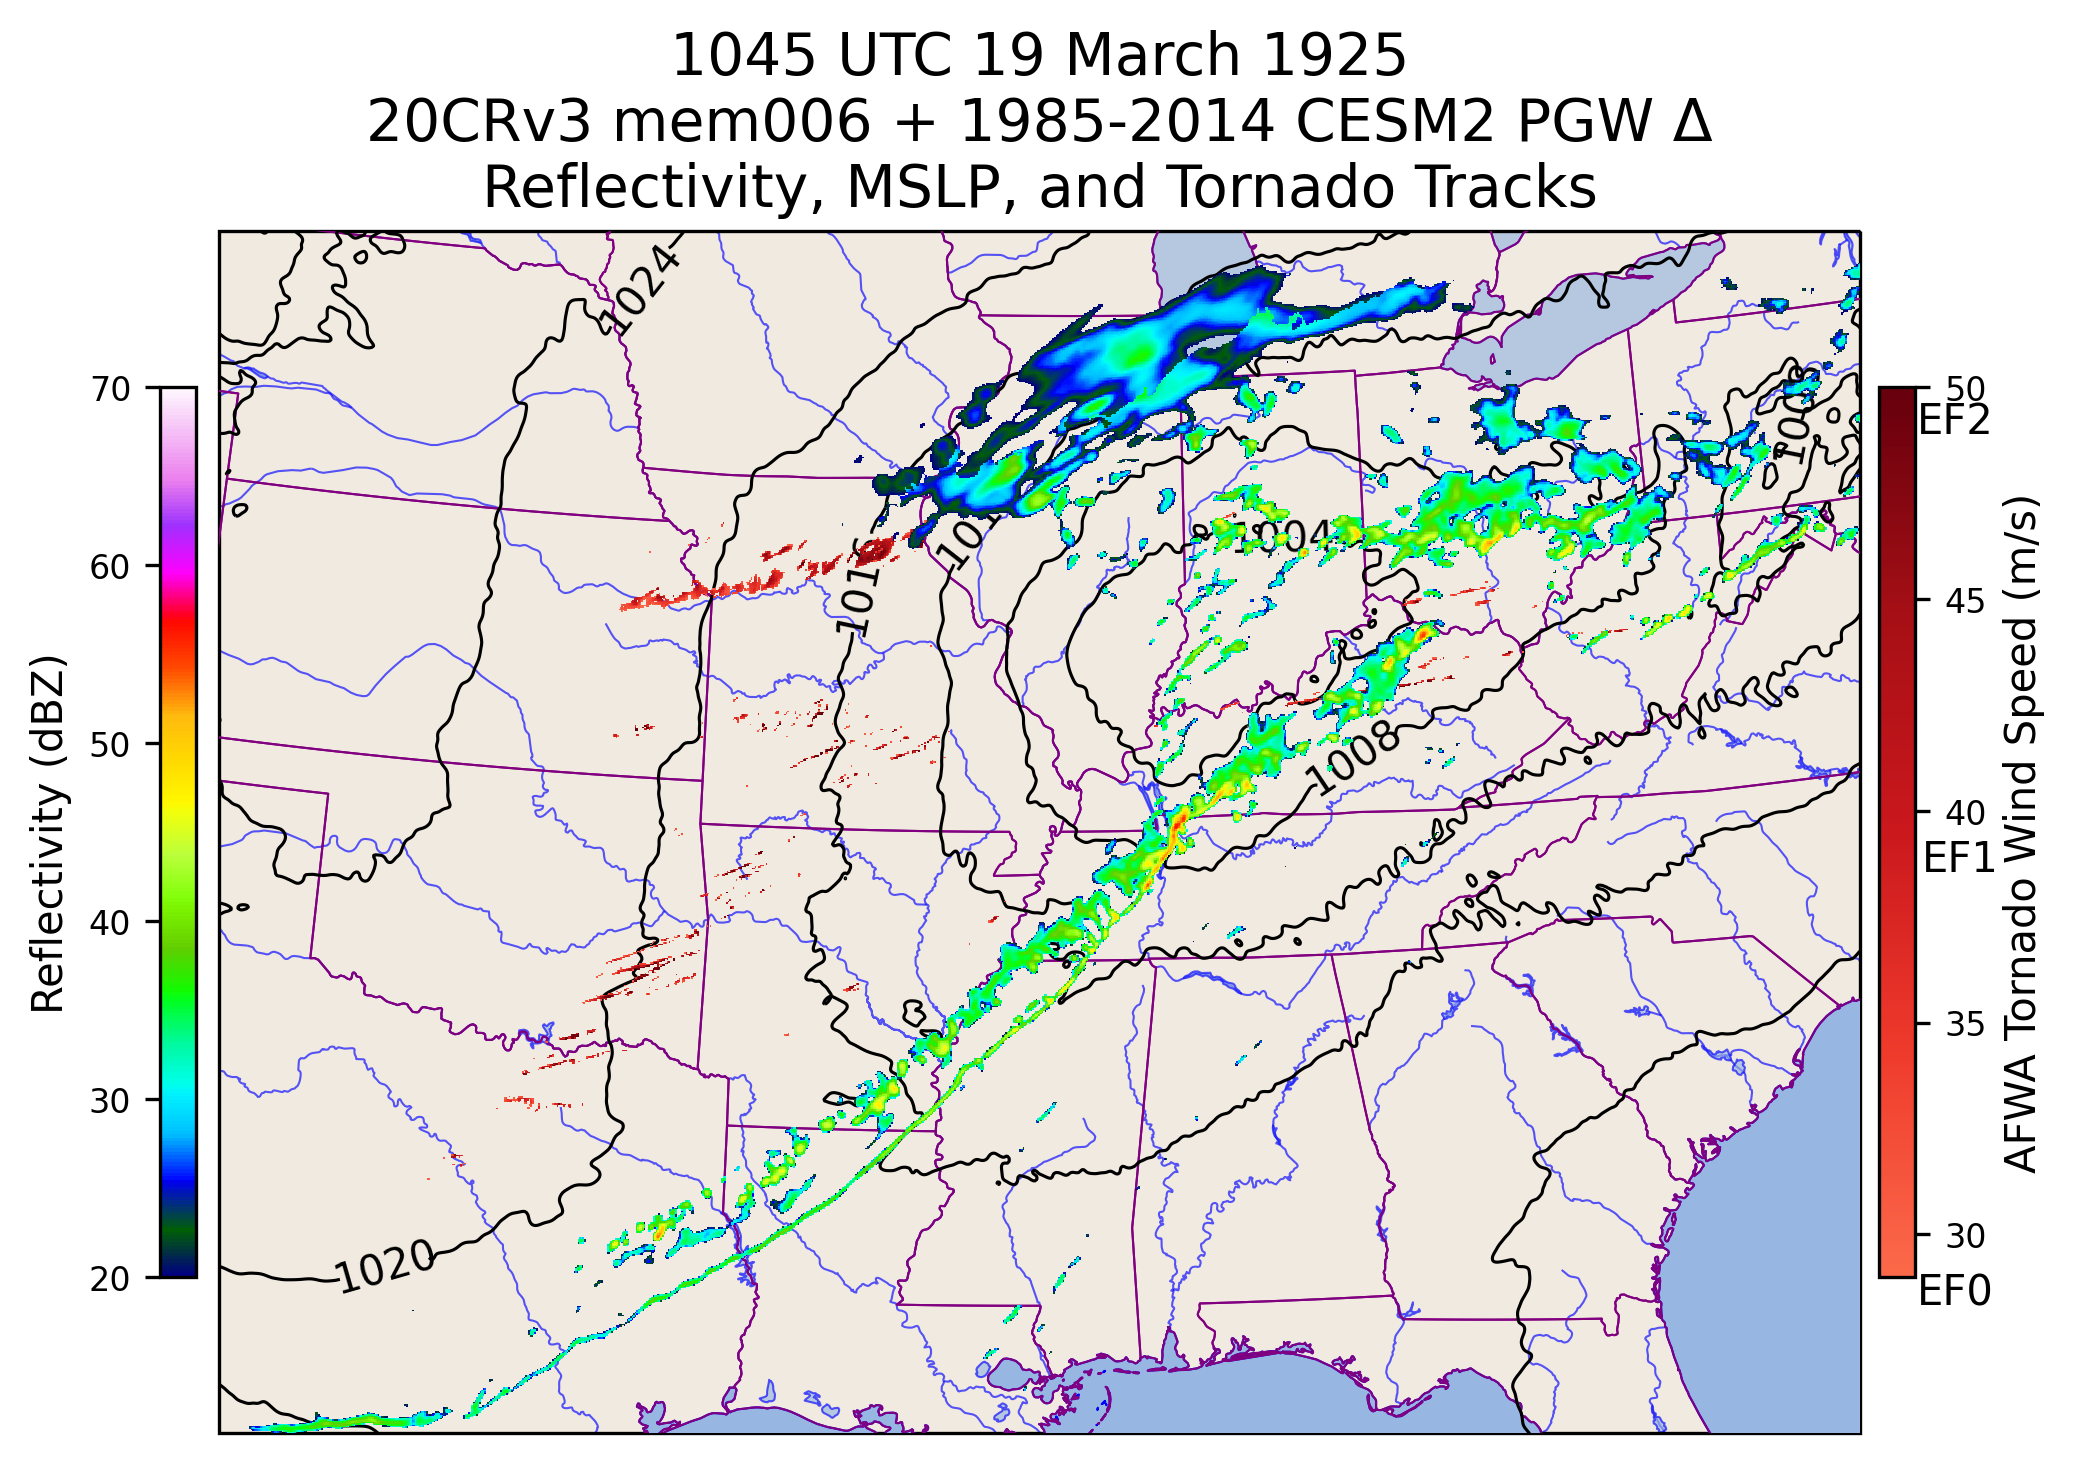 1045 UTC 19 March 1925
20CRv3 mem006 + 1985-2014 CESM2 PGW Δ
Reflectivity, MSLP, and Tornado Tracks
Reflectivity (dBZ)
70
60
50
40
30
20
1024
1016
1004
1008
1020
50
EF2
45
40
EF1
35
30
EF0
AFWA Tornado Wind Speed (m/s)